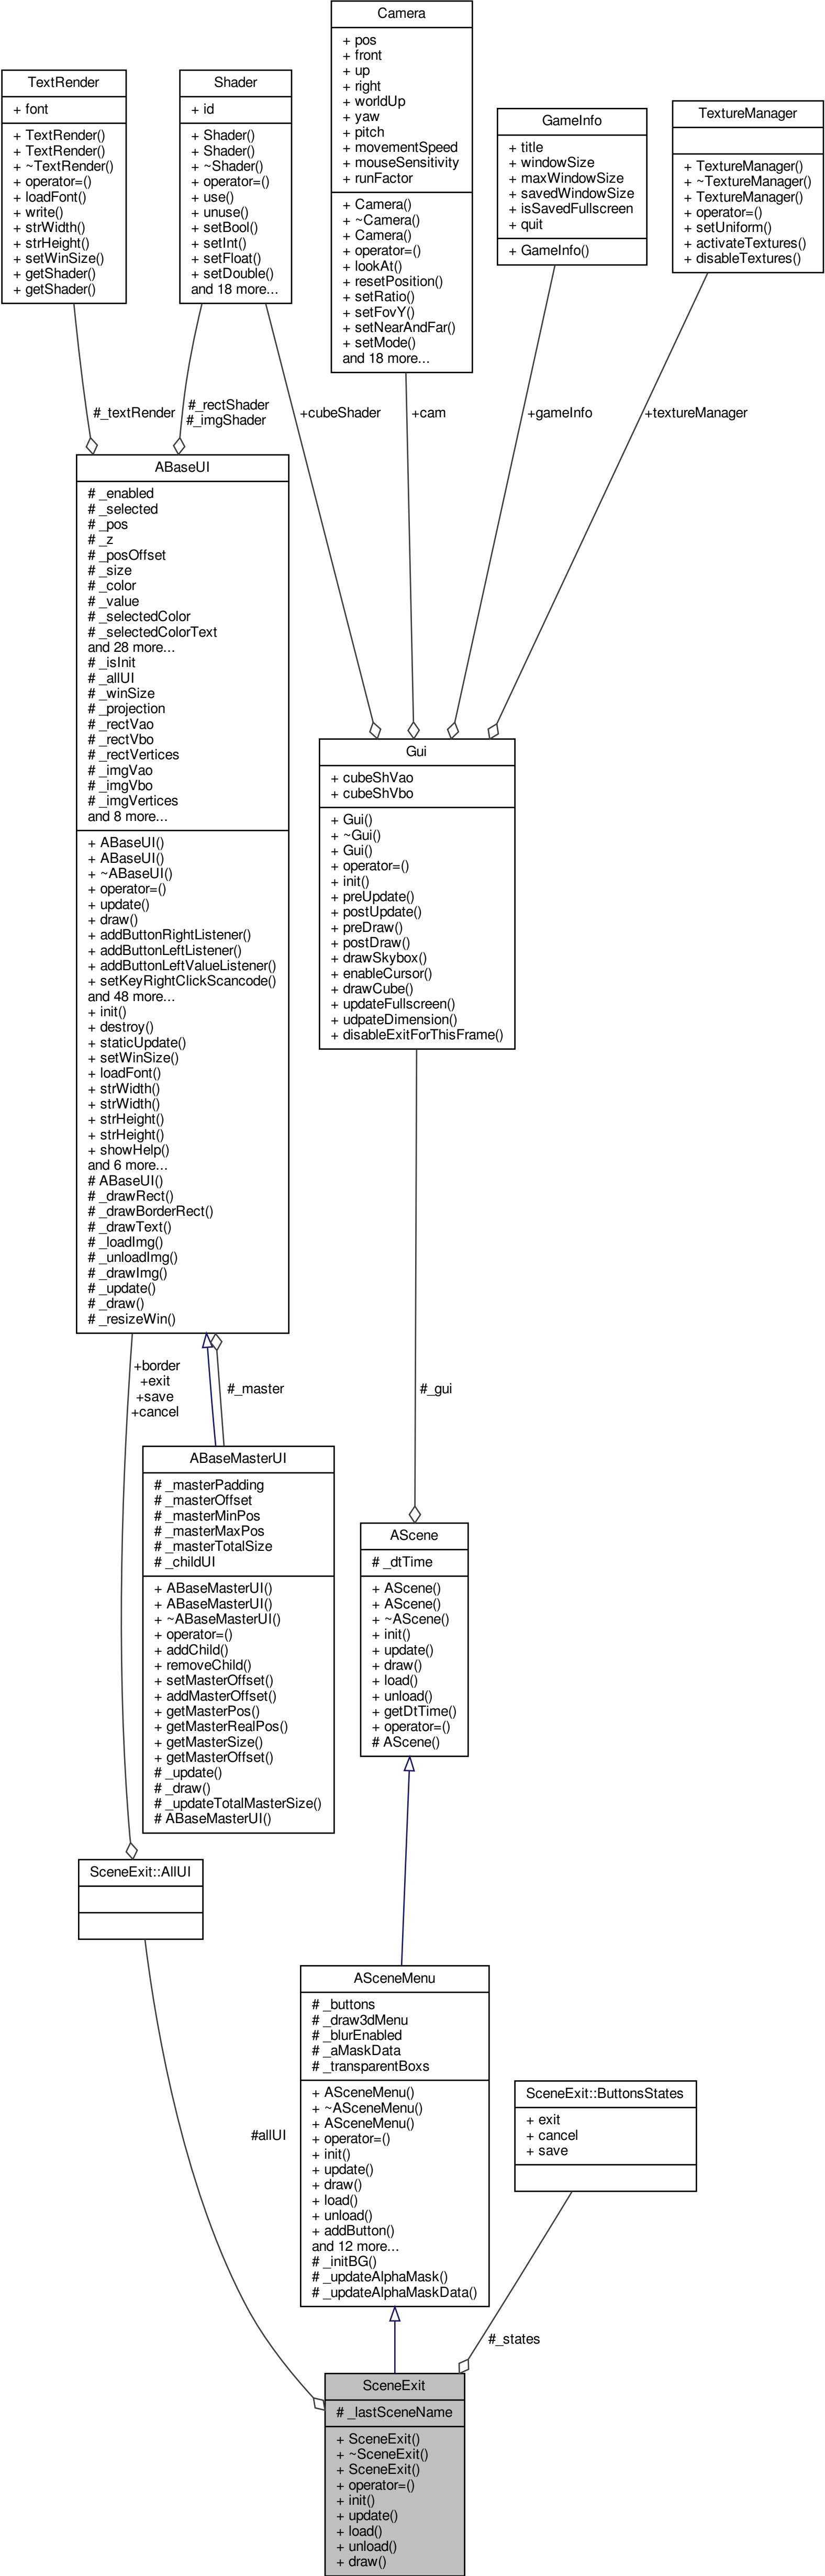 Camera
+ pos
+ front
+ up
+ right
+ worldUp
+ yaw
+ pitch
+ movementSpeed
+ mouseSensitivity
+ runFactor
+ Camera()
+ ~Camera()
+ Camera()
+ operator=()
+ lookAt()
+ resetPosition()
+ setRatio()
+ setFovY()
+ setNearAndFar()
+ setMode()
and 18 more...
TextRender
+ font
+ TextRender()
+ TextRender()
+ ~TextRender()
+ operator=()
+ loadFont()
+ write()
+ strWidth()
+ strHeight()
+ setWinSize()
+ getShader()
+ getShader()
Shader
+ id
+ Shader()
+ Shader()
+ ~Shader()
+ operator=()
+ use()
+ unuse()
+ setBool()
+ setInt()
+ setFloat()
+ setDouble()
and 18 more...
GameInfo
+ title
+ windowSize
+ maxWindowSize
+ savedWindowSize
+ isSavedFullscreen
+ quit
+ GameInfo()
TextureManager
+ TextureManager()
+ ~TextureManager()
+ TextureManager()
+ operator=()
+ setUniform()
+ activateTextures()
+ disableTextures()
#_textRender
#_rectShader
#_imgShader
+cubeShader
+cam
+gameInfo
+textureManager
ABaseUI
# _enabled
# _selected
# _pos
# _z
# _posOffset
# _size
# _color
# _value
# _selectedColor
# _selectedColorText
and 28 more...
# _isInit
# _allUI
# _winSize
# _projection
# _rectVao
# _rectVbo
# _rectVertices
# _imgVao
# _imgVbo
# _imgVertices
and 8 more...
+ ABaseUI()
+ ABaseUI()
+ ~ABaseUI()
+ operator=()
+ update()
+ draw()
+ addButtonRightListener()
+ addButtonLeftListener()
+ addButtonLeftValueListener()
+ setKeyRightClickScancode()
and 48 more...
+ init()
+ destroy()
+ staticUpdate()
+ setWinSize()
+ loadFont()
+ strWidth()
+ strWidth()
+ strHeight()
+ strHeight()
+ showHelp()
and 6 more...
# ABaseUI()
# _drawRect()
# _drawBorderRect()
# _drawText()
# _loadImg()
# _unloadImg()
# _drawImg()
# _update()
# _draw()
# _resizeWin()
Gui
+ cubeShVao
+ cubeShVbo
+ Gui()
+ ~Gui()
+ Gui()
+ operator=()
+ init()
+ preUpdate()
+ postUpdate()
+ preDraw()
+ postDraw()
+ drawSkybox()
+ enableCursor()
+ drawCube()
+ updateFullscreen()
+ udpateDimension()
+ disableExitForThisFrame()
+border
+exit
+save
+cancel
#_master
#_gui
ABaseMasterUI
# _masterPadding
# _masterOffset
# _masterMinPos
# _masterMaxPos
# _masterTotalSize
# _childUI
+ ABaseMasterUI()
+ ABaseMasterUI()
+ ~ABaseMasterUI()
+ operator=()
+ addChild()
+ removeChild()
+ setMasterOffset()
+ addMasterOffset()
+ getMasterPos()
+ getMasterRealPos()
+ getMasterSize()
+ getMasterOffset()
# _update()
# _draw()
# _updateTotalMasterSize()
# ABaseMasterUI()
AScene
# _dtTime
+ AScene()
+ AScene()
+ ~AScene()
+ init()
+ update()
+ draw()
+ load()
+ unload()
+ getDtTime()
+ operator=()
# AScene()
SceneExit::AllUI
ASceneMenu
# _buttons
# _draw3dMenu
# _blurEnabled
# _aMaskData
# _transparentBoxs
+ ASceneMenu()
+ ~ASceneMenu()
+ ASceneMenu()
+ operator=()
+ init()
+ update()
+ draw()
+ load()
+ unload()
+ addButton()
and 12 more...
# _initBG()
# _updateAlphaMask()
# _updateAlphaMaskData()
SceneExit::ButtonsStates
+ exit
+ cancel
+ save
#allUI
#_states
SceneExit
# _lastSceneName
+ SceneExit()
+ ~SceneExit()
+ SceneExit()
+ operator=()
+ init()
+ update()
+ load()
+ unload()
+ draw()